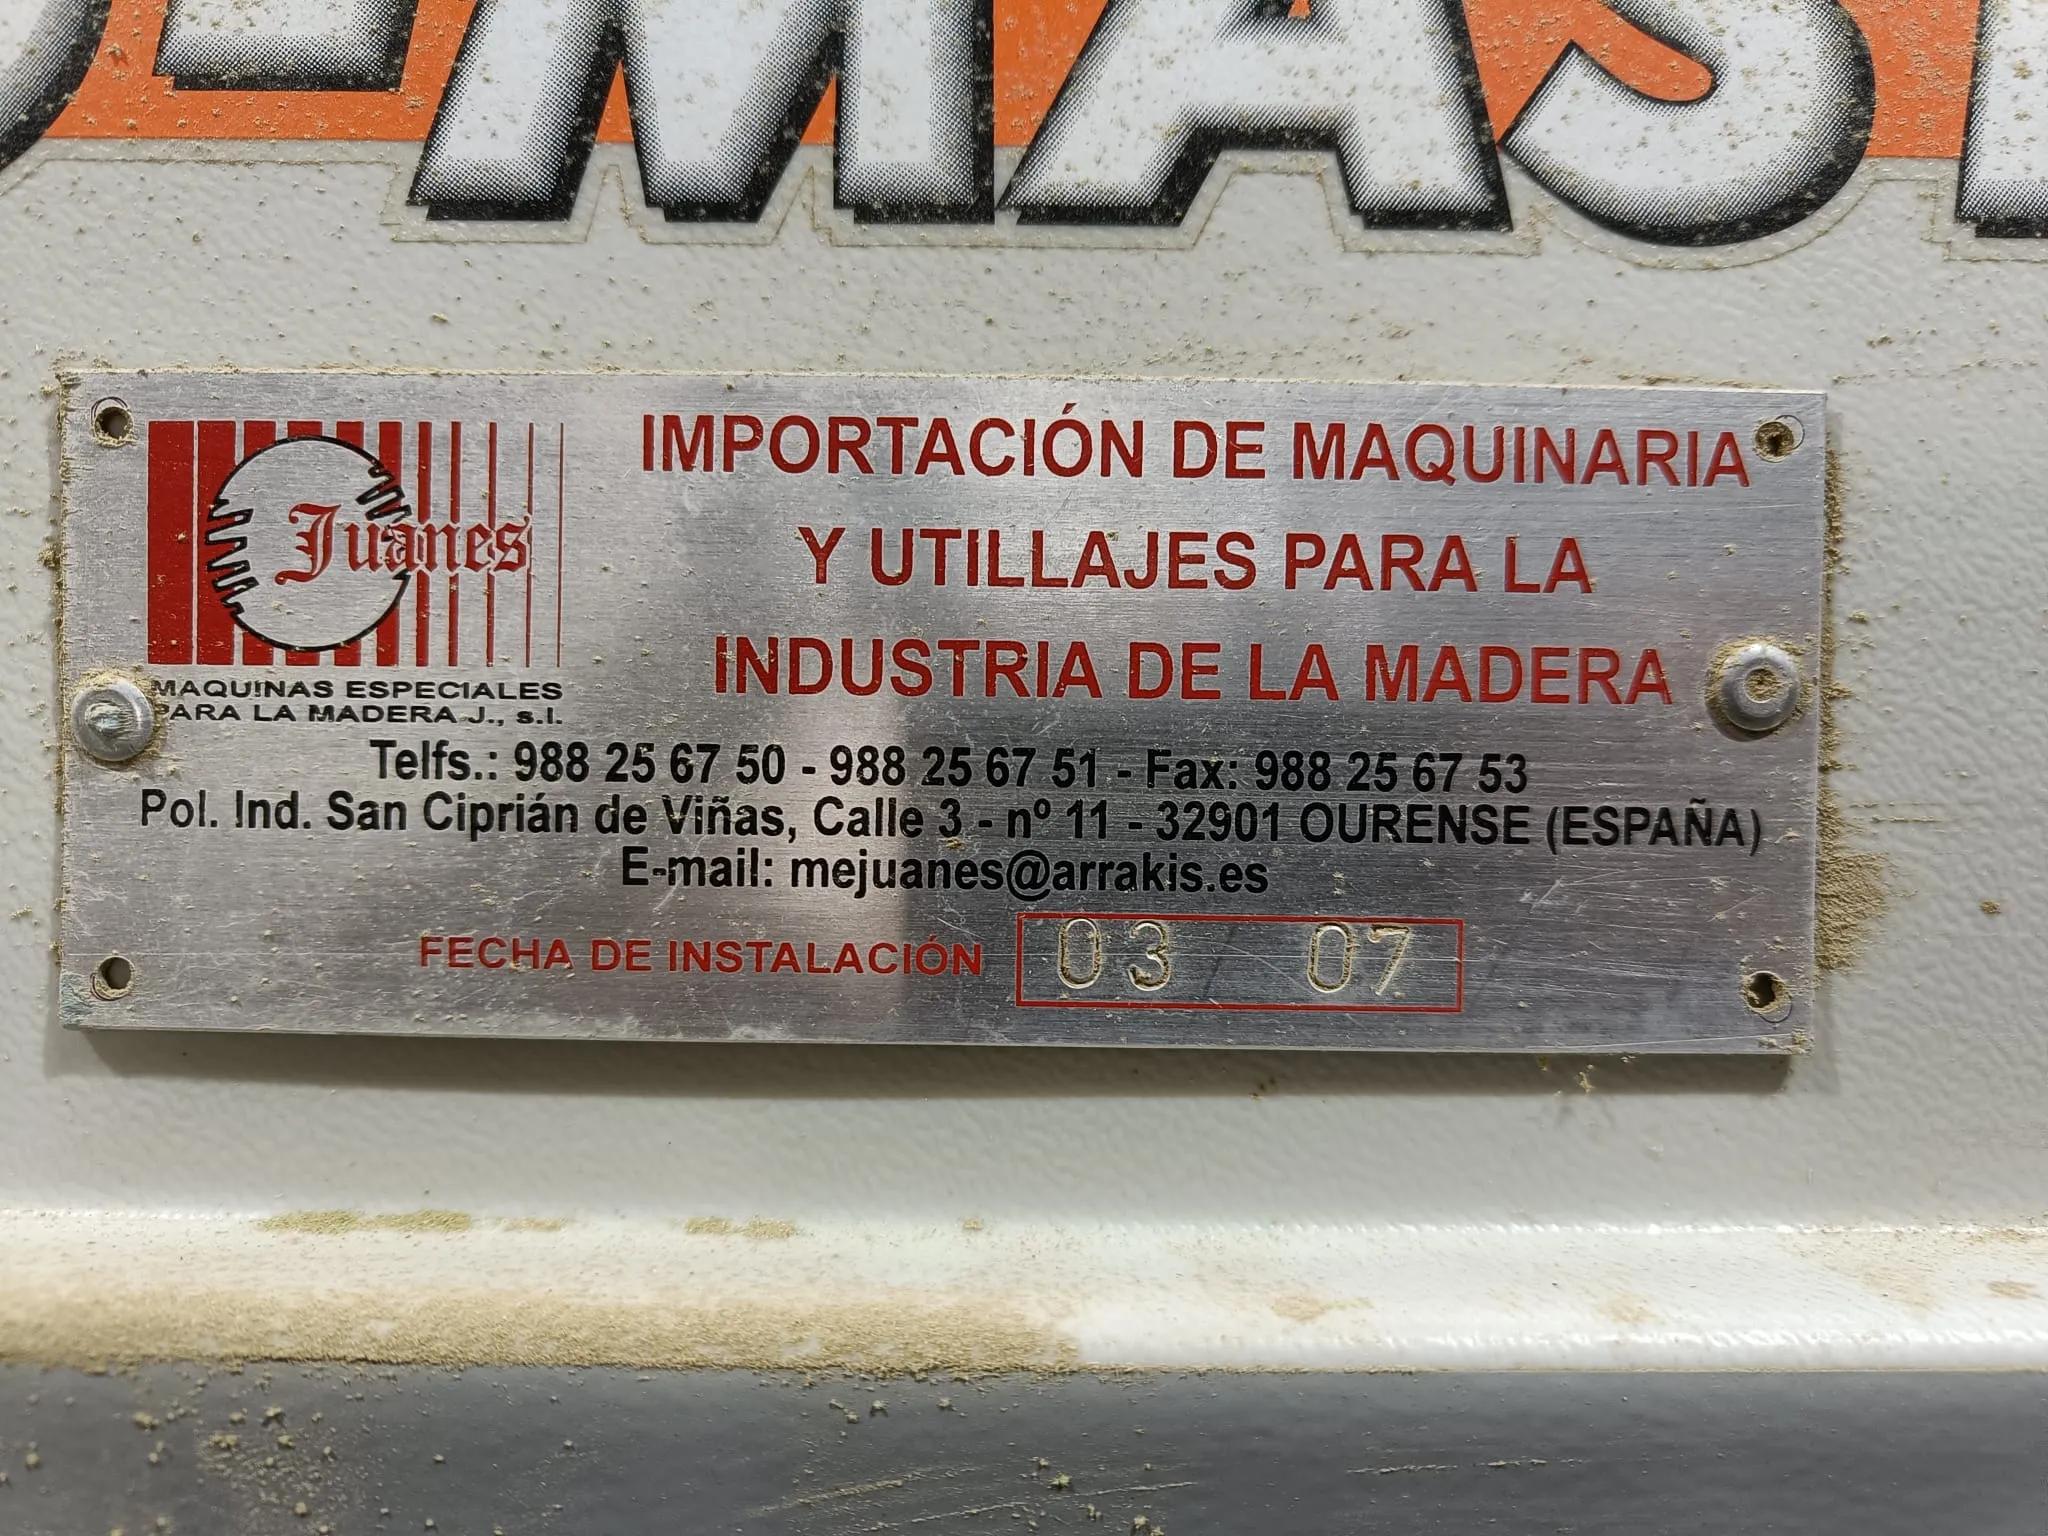 MAS
Juanes
MAQUINAS ESPECIALES
PARA LA MADERA J., s.l.
IMPORTACIÓN DE MAQUINARIA
Y UTILLAJES PARA LA
INDUSTRIA DE LA MADERA
Telfs.: 988 25 67 50 - 988 25 67 51 - Fax: 988 25 67 53
Pol. Ind. San Ciprián de Viñas, Calle 3 - nº 11 - 32901 OURENSE (ESPAÑA)
E-mail: mejuanes@arrakis.es
FECHA DE INSTALACIÓN 03 07